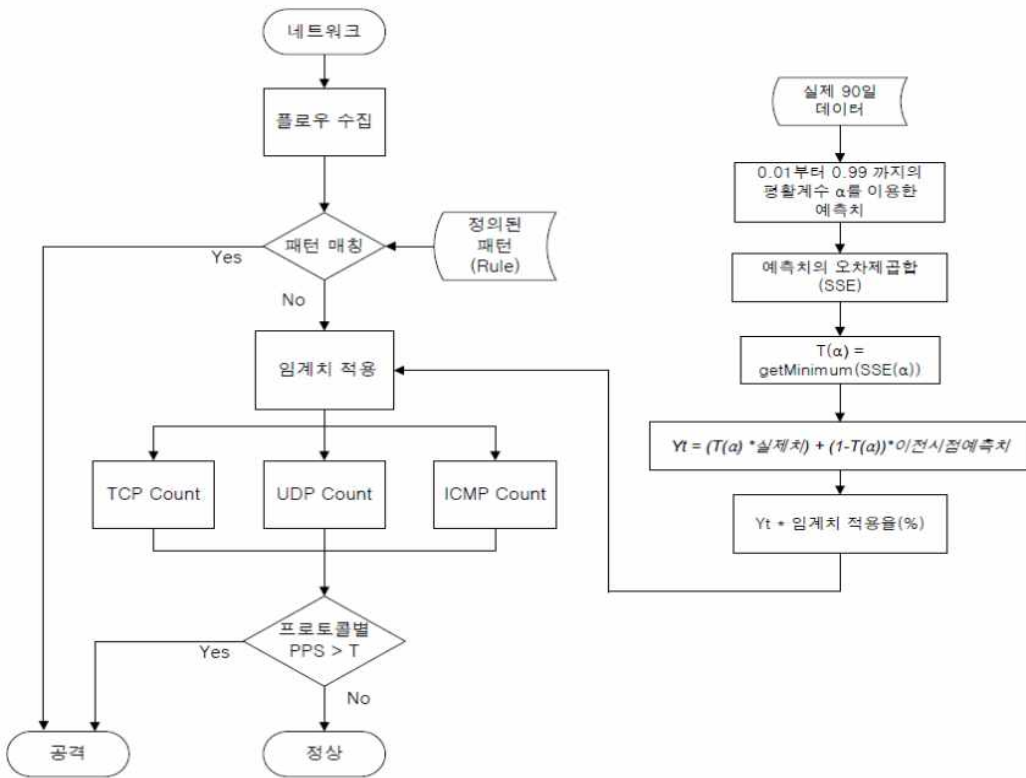 네트워크
플로우 수집
패턴 매칭
정의된
패턴
(Rule)
Yes
No
임계치 적용
TCP Count
UDP Count
ICMP Count
프로토콜별
PPS > T
Yes
No
공격
정상
실제 90일
데이터
0.01부터 0.99 까지의
평활계수 α를 이용한
예측치
예측치의 오차제곱합
(SSE)
T(α) =
getMinimum(SSE(α))
Yt = (T(α) *실제치) + (1-T(α))*이전시점예측치
Yt * 임계치 적용율(%)